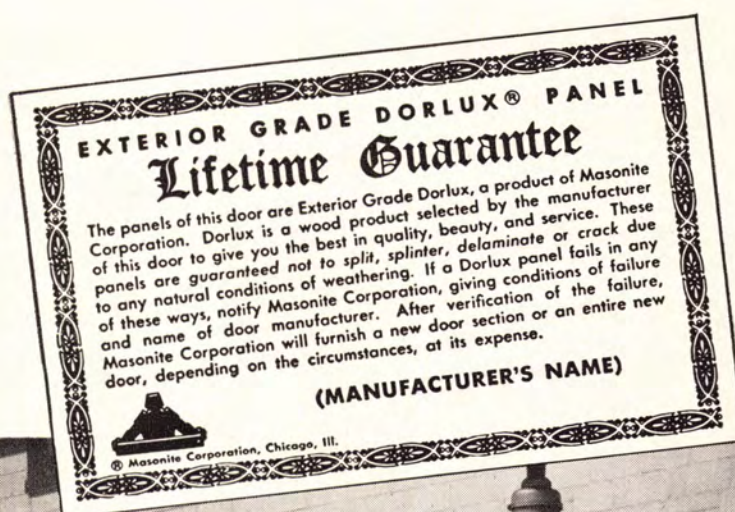 EXTERIOR GRADE DORLUX® PANEL
Lifetime Guarantee
The panels of this door are Exterior Grade Dorlux, a product of Masonite
Corporation. Dorlux is a wood product selected by the manufacturer
of this door to give you the best in quality, beauty, and service. These
panels are guaranteed not to split, splinter, delaminate or crack due
to any natural conditions of weathering. If a Dorlux panel fails in any
of these ways, notify Masonite Corporation, giving conditions of failure
and name of door manufacturer. After verification of the failure,
Masonite Corporation will furnish a new door section or an entire new
door, depending on the circumstances, at its expense.
(MANUFACTURER'S NAME)
® Masonite Corporation, Chicago, Ill.